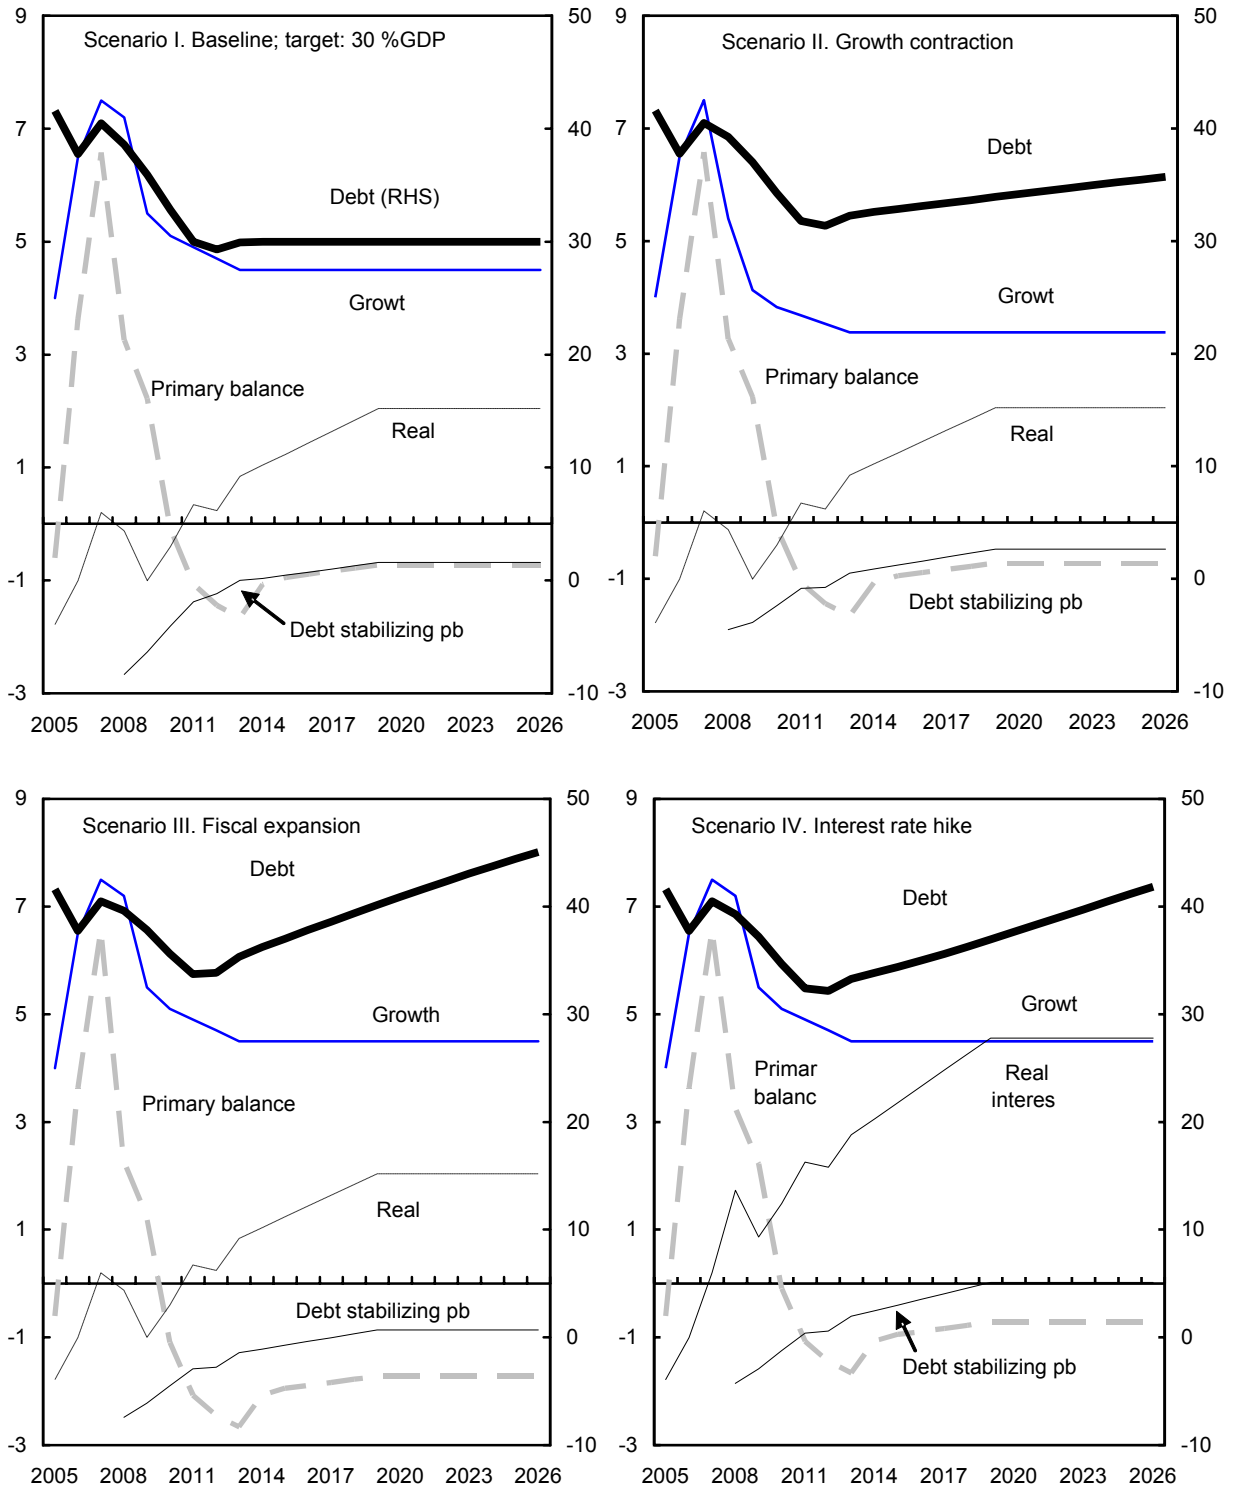 Scenario I. Baseline; target: 30 %GDP
9
7
5
3
1
-1
-3
50
40
30
20
10
0
-10
Debt (RHS)
Growt
Primary balance
Real
Debt stabilizing pb
2005 2008 2011 2014 2017 2020 2023 2026
Scenario II. Growth contraction
9
7
5
3
1
-1
-3
50
40
30
20
10
0
-10
Debt
Growt
Primary balance
Real
Debt stabilizing pb
2005 2008 2011 2014 2017 2020 2023 2026
Scenario III. Fiscal expansion
9
7
5
3
1
-1
-3
50
40
30
20
10
0
-10
Debt
Growth
Primary balance
Real
Debt stabilizing pb
2005 2008 2011 2014 2017 2020 2023 2026
Scenario IV. Interest rate hike
9
7
5
3
1
-1
-3
50
40
30
20
10
0
-10
Debt
Growt
Primar
balanc
Real
interes
Debt stabilizing pb
2005 2008 2011 2014 2017 2020 2023 2026